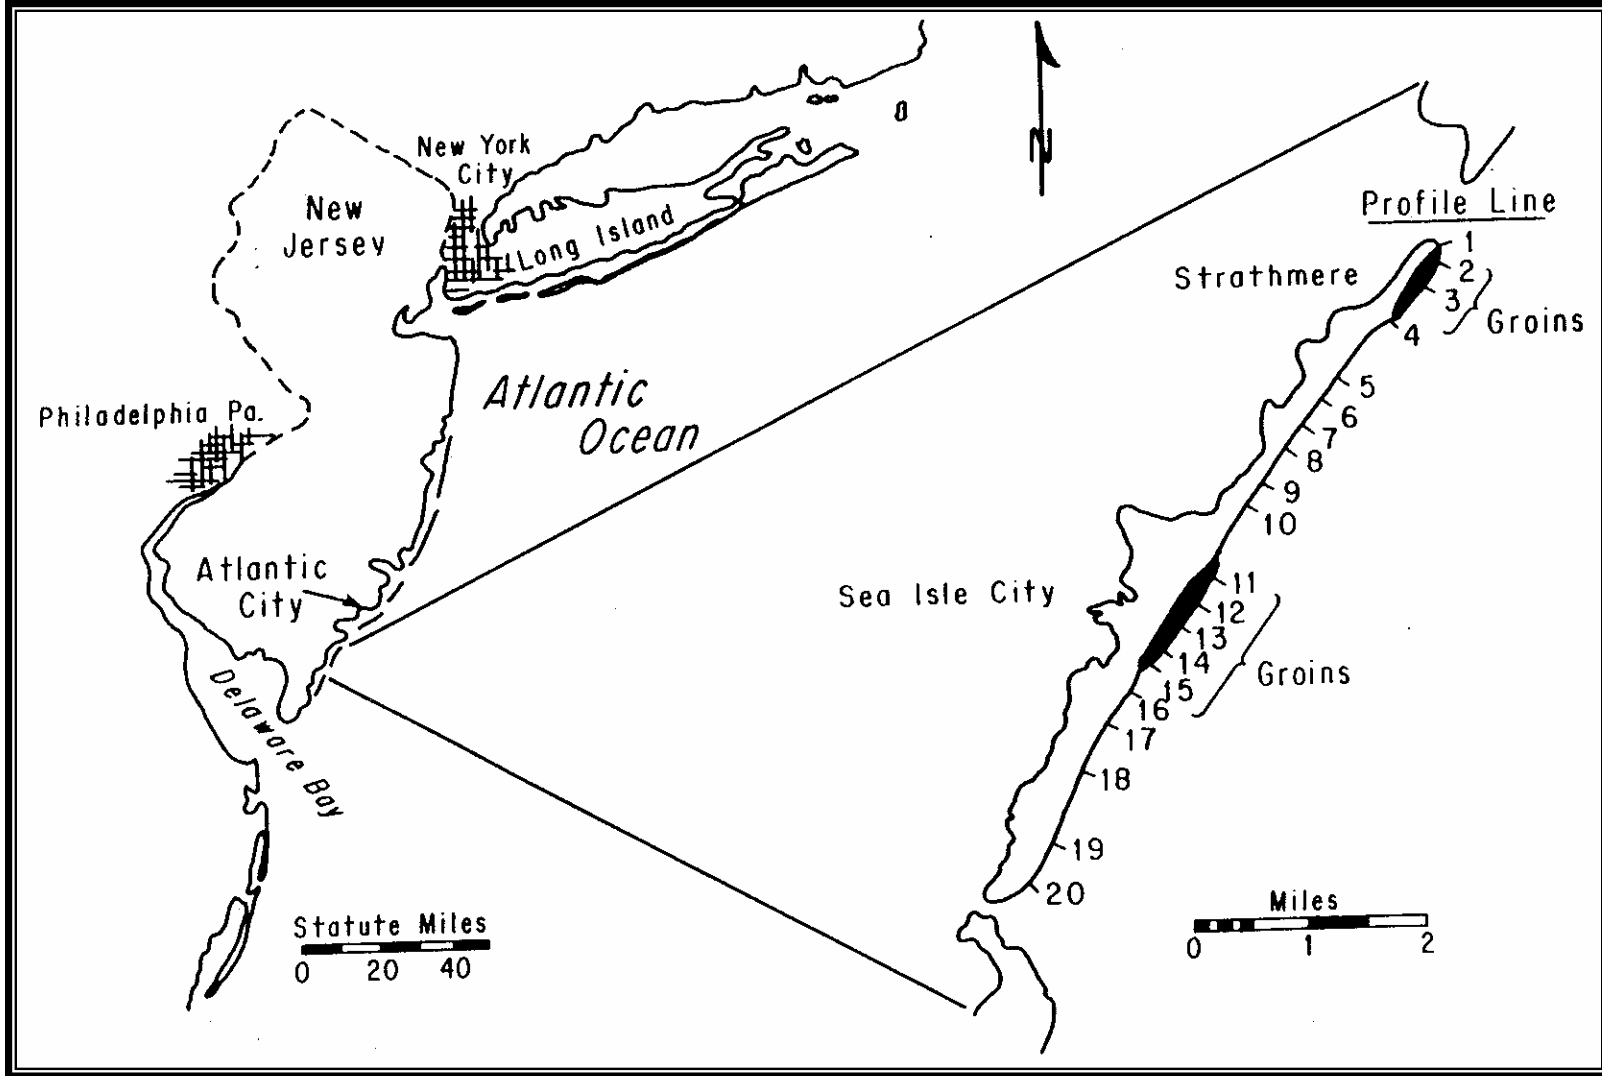 New York
City
New
Jersey
Long Island
N
Atlantic
Ocean
Philadelphia Pa.
Atlantic
City
Delaware Bay
Statute Miles
0 20 40
Profile Line
Strathmere
1
2
3
4
Groins
5
6
7
8
9
10
Sea Isle City
11
12
13
14
15
16
17
Groins
18
19
20
Miles
0 1 2